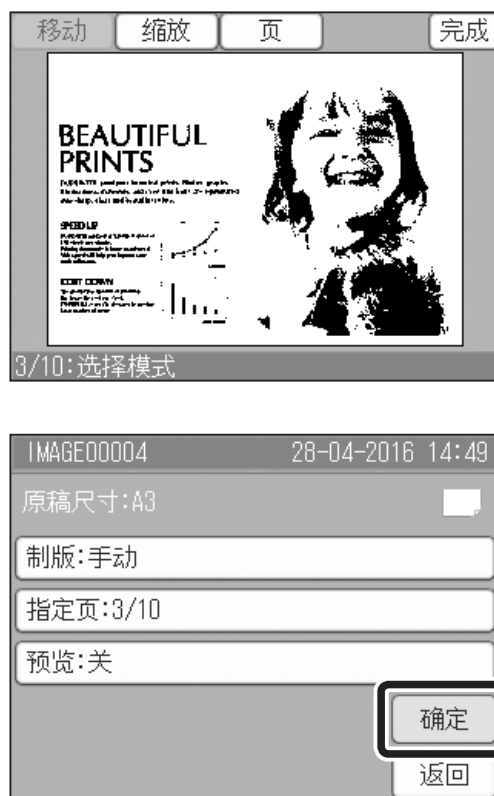 移动 缩放 页 完成
BEAUTIFUL
PRINTS
SPEED UP
COST DOWN
3/10:选择模式
IMAGE00004 28-04-2016 14:49
原稿尺寸:A3
制版:手动
指定页:3/10
预览:关
确定
返回